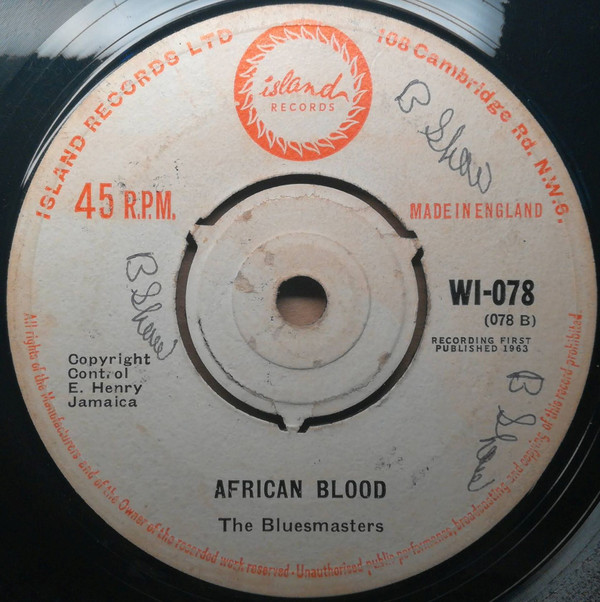 ISLAND RECORDS LTD
168 Cambridge Rd. N.W.6.
island
RECORDS
45 R.P.M.
MADE IN ENGLAND
B Shaw
B Shaw
B Shaw
WI-078
(078 B)
RECORDING FIRST
PUBLISHED 1963
Copyright
Control
E. Henry
Jamaica
AFRICAN BLOOD
The Bluesmasters
All rights of the Manufacturers and of the Owner of the recorded work reserved - Unauthorised public performance, broadcasting and copying of this record prohibited